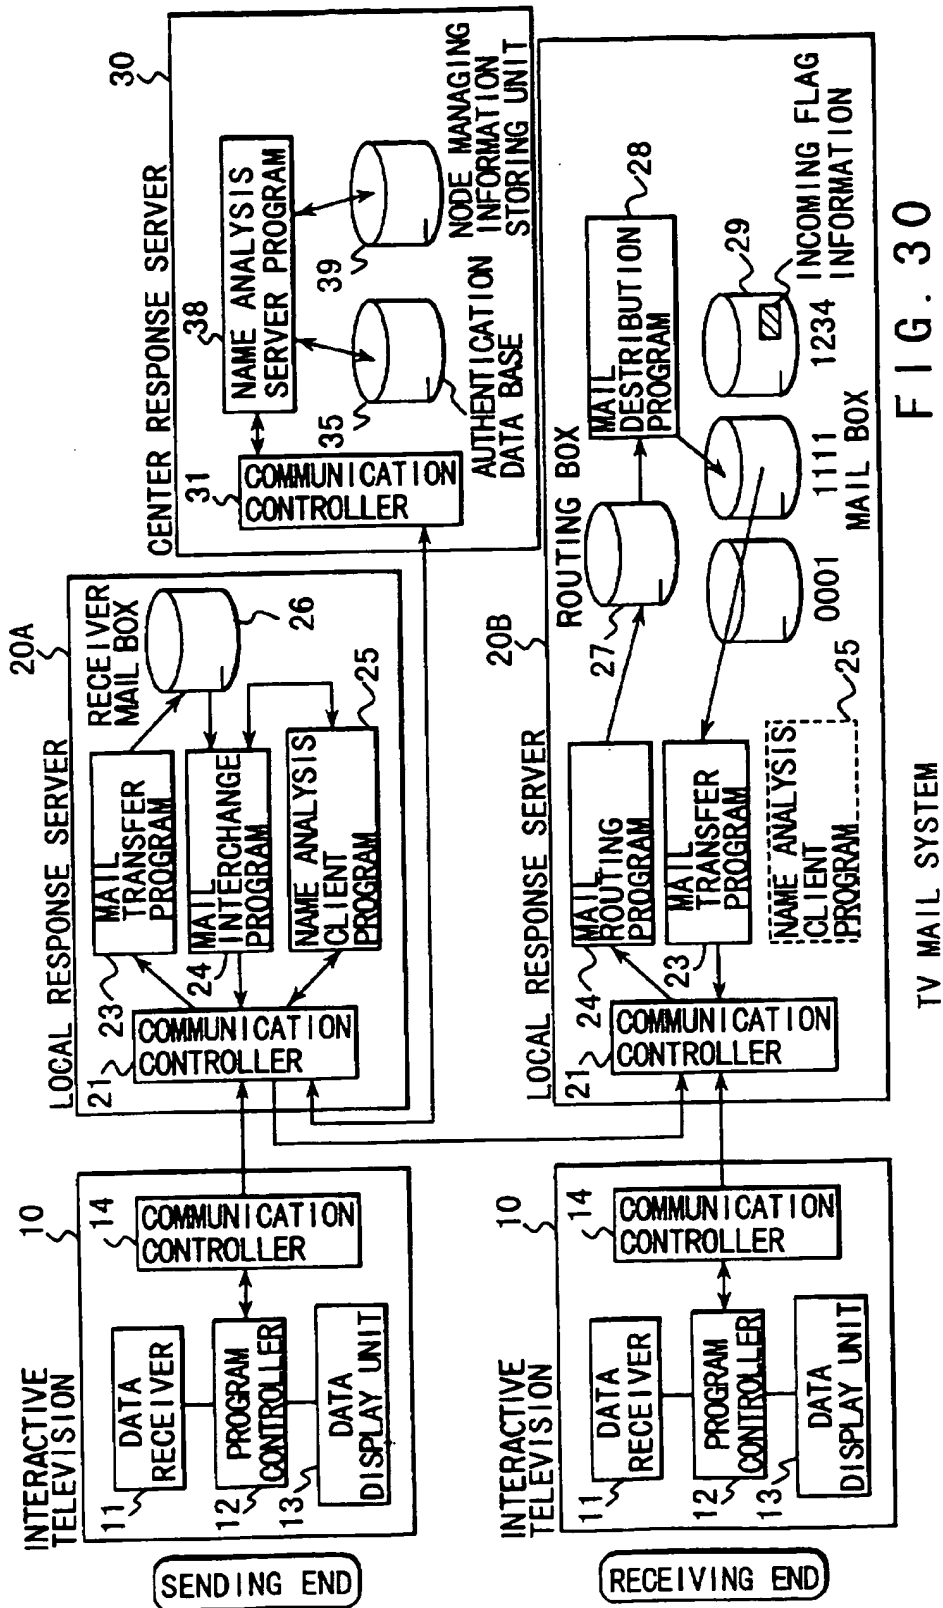 SENDING END
INTERACTIVE
TELEVISION
10
11
DATA
RECEIVER
12
PROGRAM
CONTROLLER
13
DATA
DISPLAY UNIT
14
COMMUNICATION
CONTROLLER
LOCAL RESPONSE SERVER
20A
21
COMMUNICATION
CONTROLLER
23
MAIL
TRANSFER
PROGRAM
24
MAIL
INTERCHANGE
PROGRAM
NAME ANALYSIS
CLIENT
PROGRAM
25
RECEIVER
MAIL BOX
26
CENTER RESPONSE SERVER
30
31
COMMUNICATION
CONTROLLER
38
NAME ANALYSIS
SERVER PROGRAM
35
39
AUTHENTICATION
DATA BASE
NODE MANAGING
INFORMATION
STORING UNIT
RECEIVING END
INTERACTIVE
TELEVISION
10
11
DATA
RECEIVER
12
PROGRAM
CONTROLLER
13
DATA
DISPLAY UNIT
14
COMMUNICATION
CONTROLLER
LOCAL RESPONSE SERVER
20B
21
COMMUNICATION
CONTROLLER
24
MAIL
ROUTING
PROGRAM
23
MAIL
TRANSFER
PROGRAM
NAME ANALYSIS
CLIENT
PROGRAM
25
ROUTING BOX
27
MAIL
DESTRIBUTION
PROGRAM
28
29
0001
1111
1234
MAIL BOX
INCOMING FLAG
INFORMATION
TV MAIL SYSTEM
FIG. 30